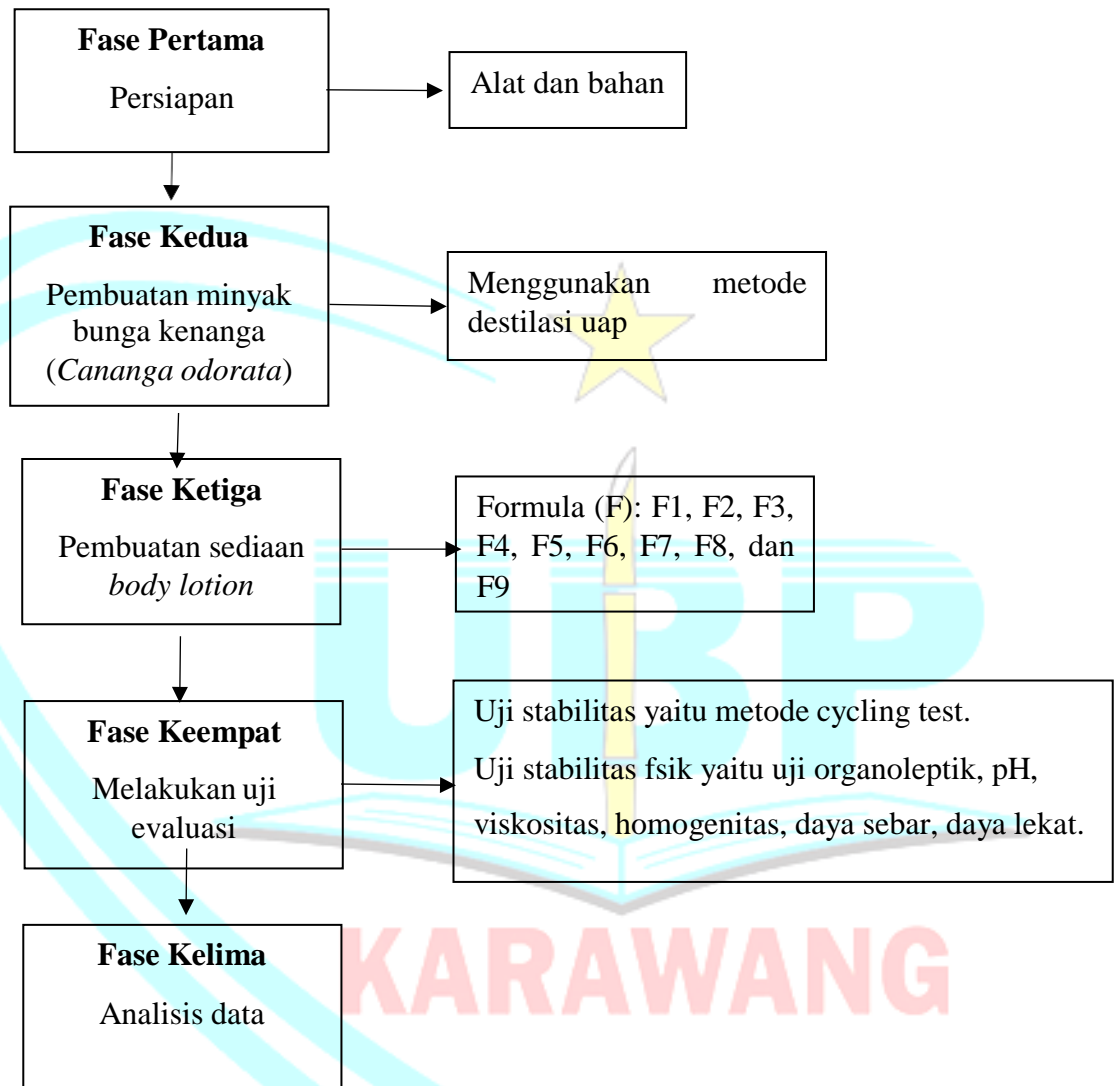 Fase Pertama
Persiapan
Alat dan bahan
Fase Kedua
Pembuatan minyak
bunga kenanga
(Cananga odorata)
Menggunakan metode
destilasi uap
Fase Ketiga
Pembuatan sediaan
body lotion
Formula (F): F1, F2, F3,
F4, F5, F6, F7, F8, dan
F9
Fase Keempat
Melakukan uji
evaluasi
Uji stabilitas yaitu metode cycling test.
Uji stabilitas fsik yaitu uji organoleptik, pH,
viskositas, homogenitas, daya sebar, daya lekat.
Fase Kelima
Analisis data
UBP
KARAWANG